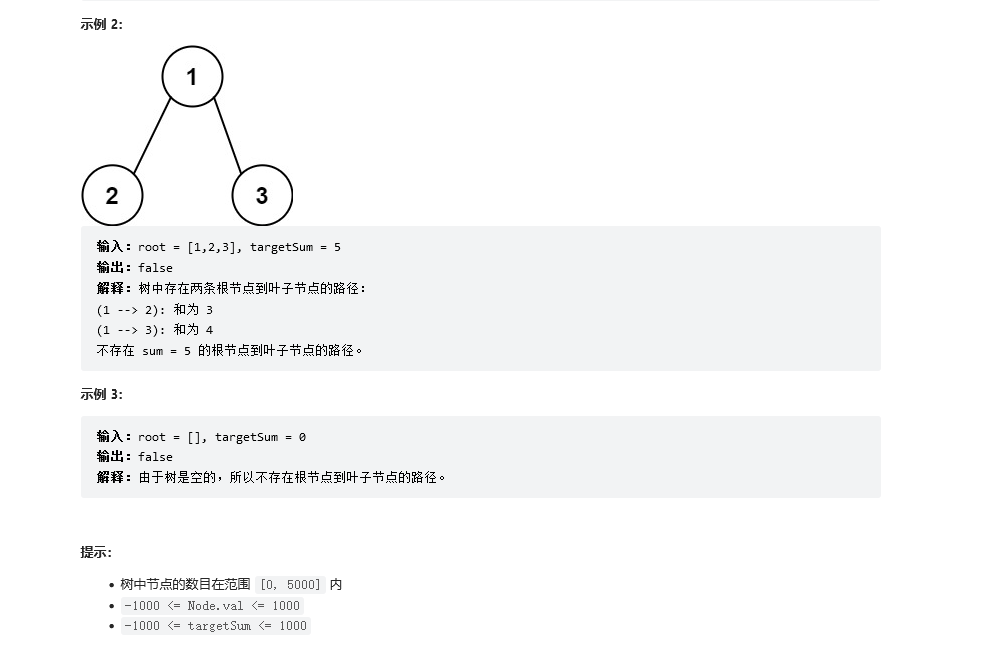 示例 2:
1
2
3
输入：root = [1,2,3], targetSum = 5
输出：false
解释：树中存在两条根节点到叶子节点的路径：
(1 --> 2): 和为 3
(1 --> 3): 和为 4
不存在 sum = 5 的根节点到叶子节点的路径。
示例 3:
输入：root = [], targetSum = 0
输出：false
解释：由于树是空的，所以不存在根节点到叶子节点的路径。
提示:
• 树中节点的数目在范围 [0, 5000] 内
• -1000 <= Node.val <= 1000
• -1000 <= targetSum <= 1000